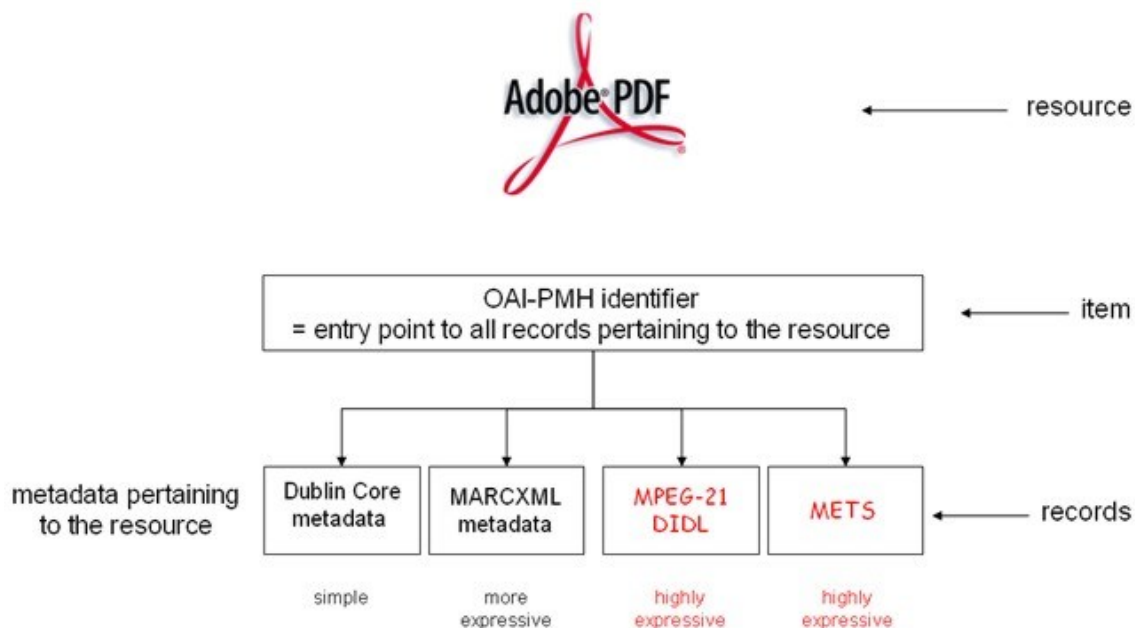 Adobe® PDF
®
resource
OAI-PMH identifier
= entry point to all records pertaining to the resource
item
metadata pertaining
to the resource
Dublin Core
metadata
MARCXML
metadata
MPEG-21
DIDL
METS
records
simple
more
expressive
highly
expressive
highly
expressive